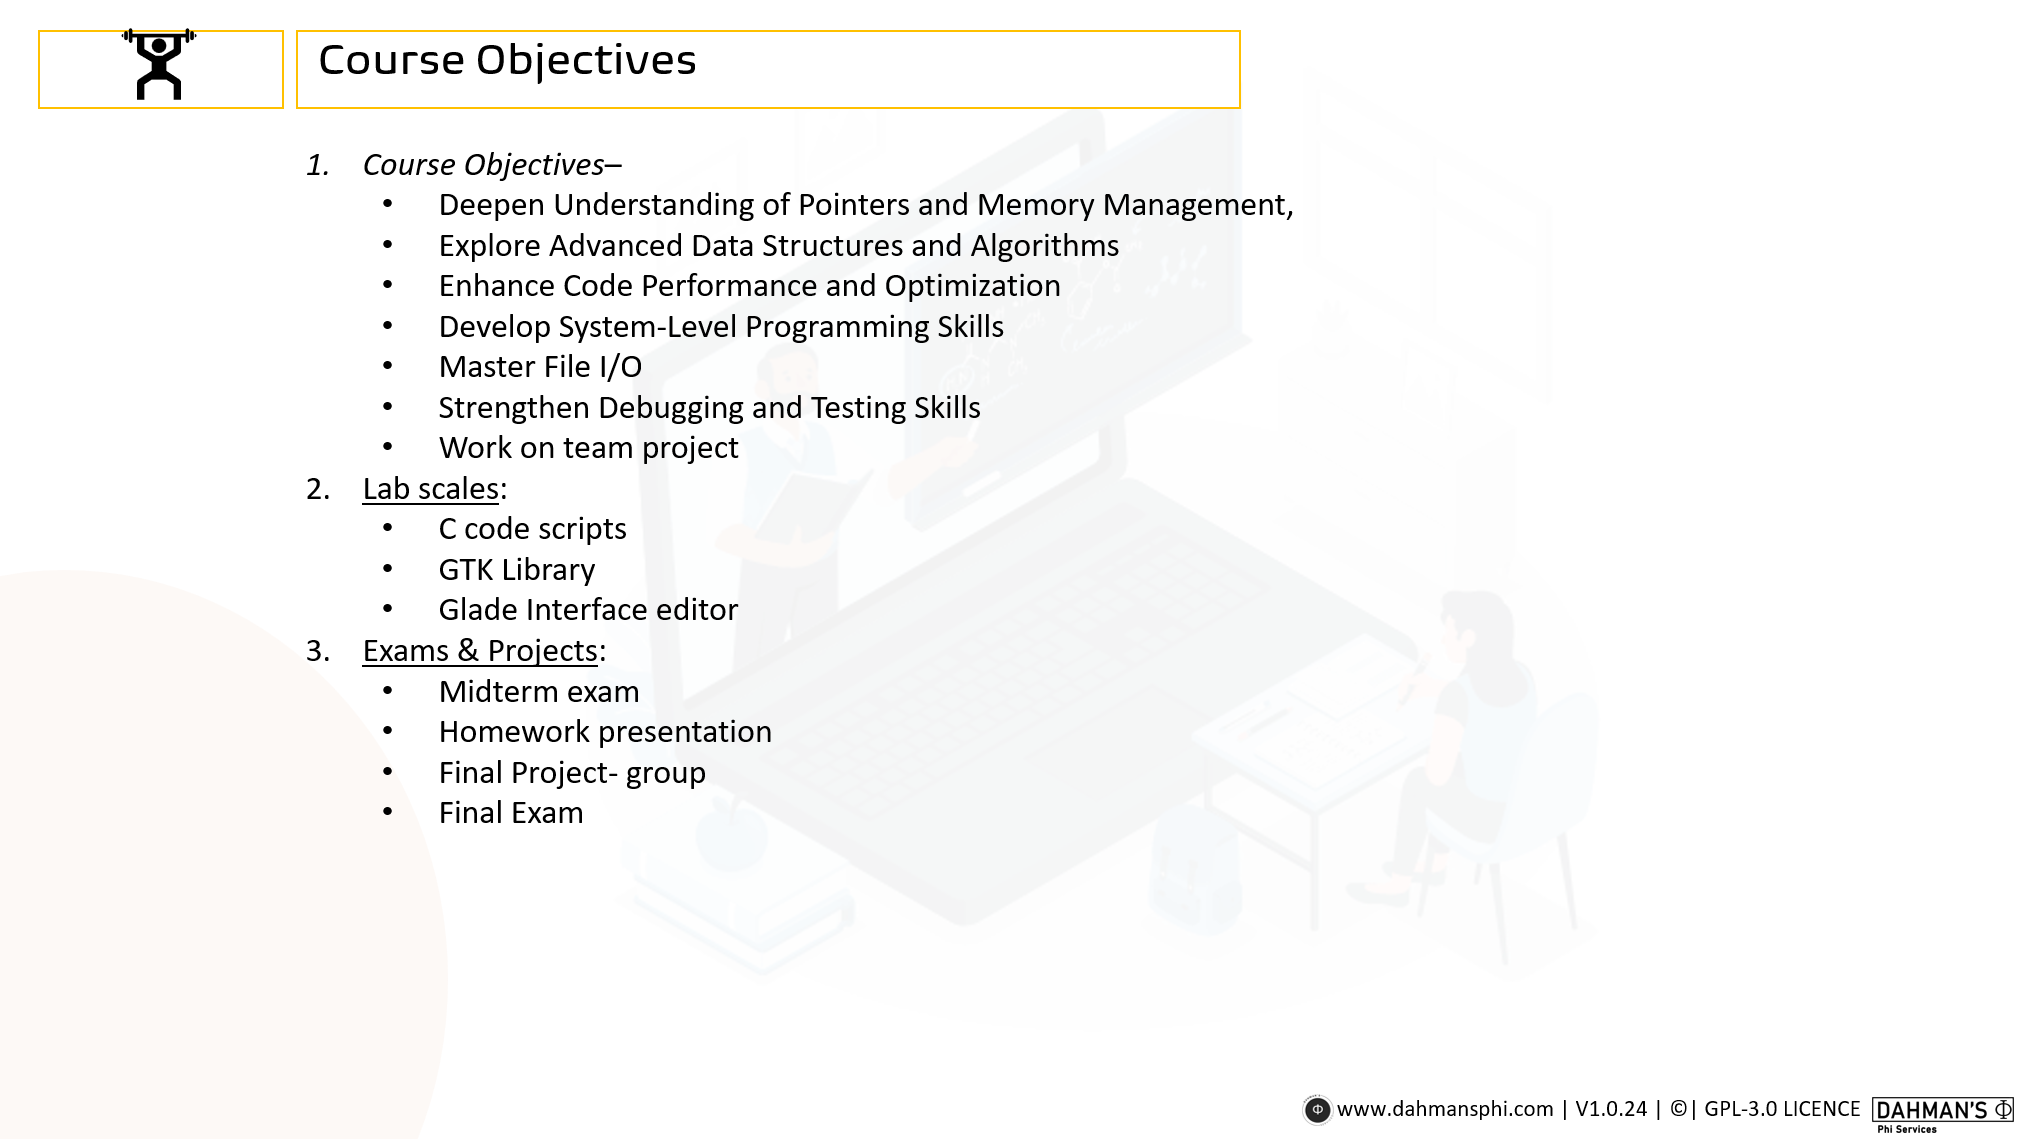 Course Objectives
1. Course Objectives–
• Deepen Understanding of Pointers and Memory Management,
• Explore Advanced Data Structures and Algorithms
• Enhance Code Performance and Optimization
• Develop System-Level Programming Skills
• Master File I/O
• Strengthen Debugging and Testing Skills
• Work on team project
2. Lab scales:
• C code scripts
• GTK Library
• Glade Interface editor
3. Exams & Projects:
• Midterm exam
• Homework presentation
• Final Project- group
• Final Exam
www.dahmansphi.com | V1.0.24 | ©| GPL-3.0 LICENCE
DAHMAN'S Φ
Phi Services